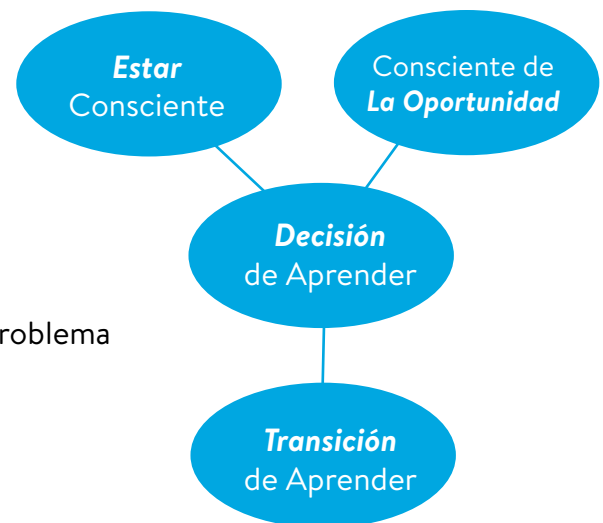 Estar
Consciente
Consciente de
La Oportunidad
Decisión
de Aprender
roblema
Transición
de Aprender